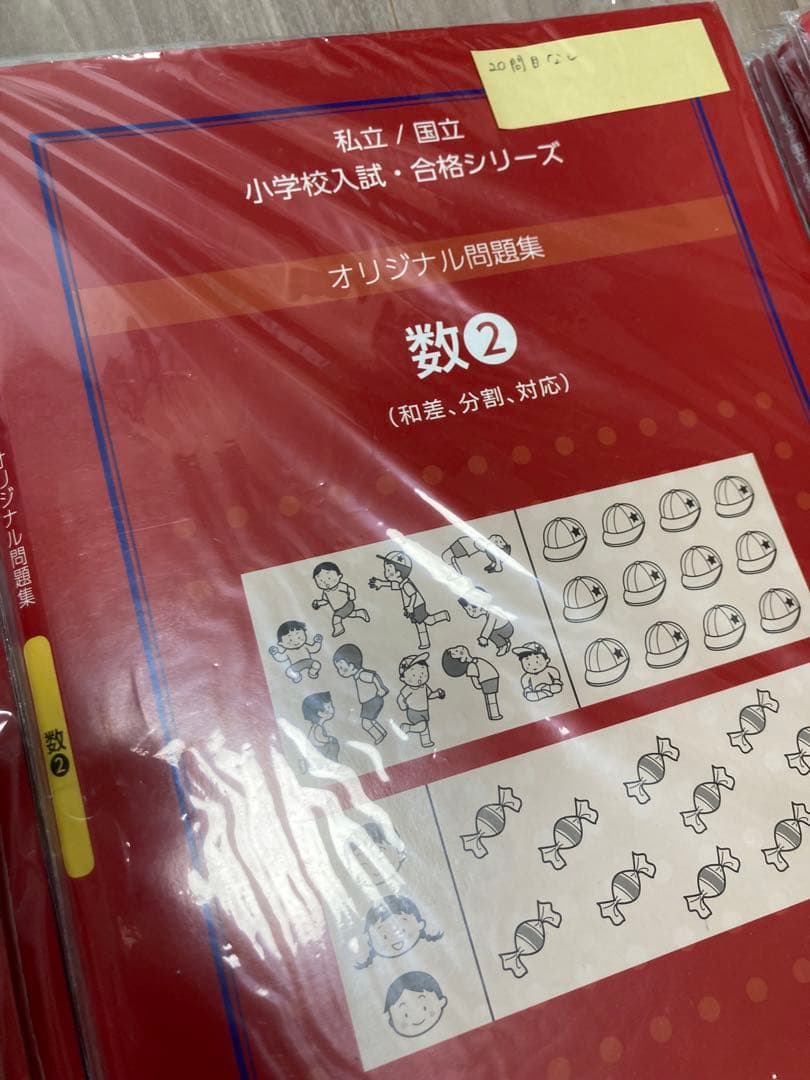 20問目なし
私立 / 国立
小学校入試・合格シリーズ
オリジナル問題集
数❷
(和差、分割、対応)
オリジナル問題集
数❷